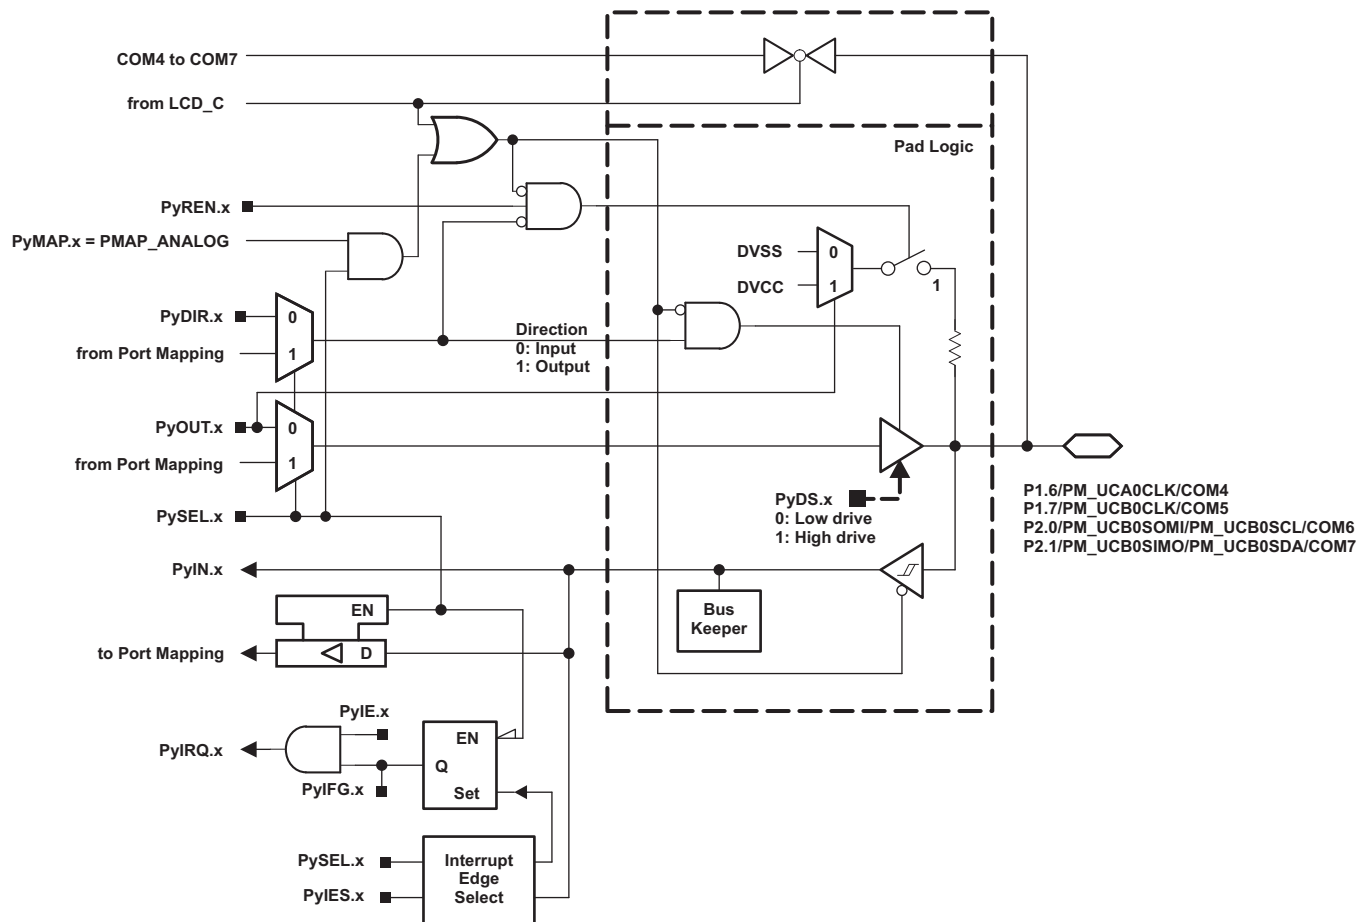 COM4 to COM7
from LCD_C
Pad Logic
PyREN.x
PyMAP.x = PMAP_ANALOG
DVSS
0
DVCC
1
1
PyDIR.x
0
from Port Mapping
1
Direction
0: Input
1: Output
PyOUT.x
0
from Port Mapping
1
PySEL.x
PyDS.x
0: Low drive
1: High drive
P1.6/PM_UCA0CLK/COM4
P1.7/PM_UCB0CLK/COM5
P2.0/PM_UCB0SOMI/PM_UCB0SCL/COM6
P2.1/PM_UCB0SIMO/PM_UCB0SDA/COM7
PyIN.x
EN
Bus
Keeper
to Port Mapping
D
PyIE.x
EN
PyIRQ.x
Q
PyIFG.x
Set
PySEL.x
Interrupt
Edge
Select
PyIES.x